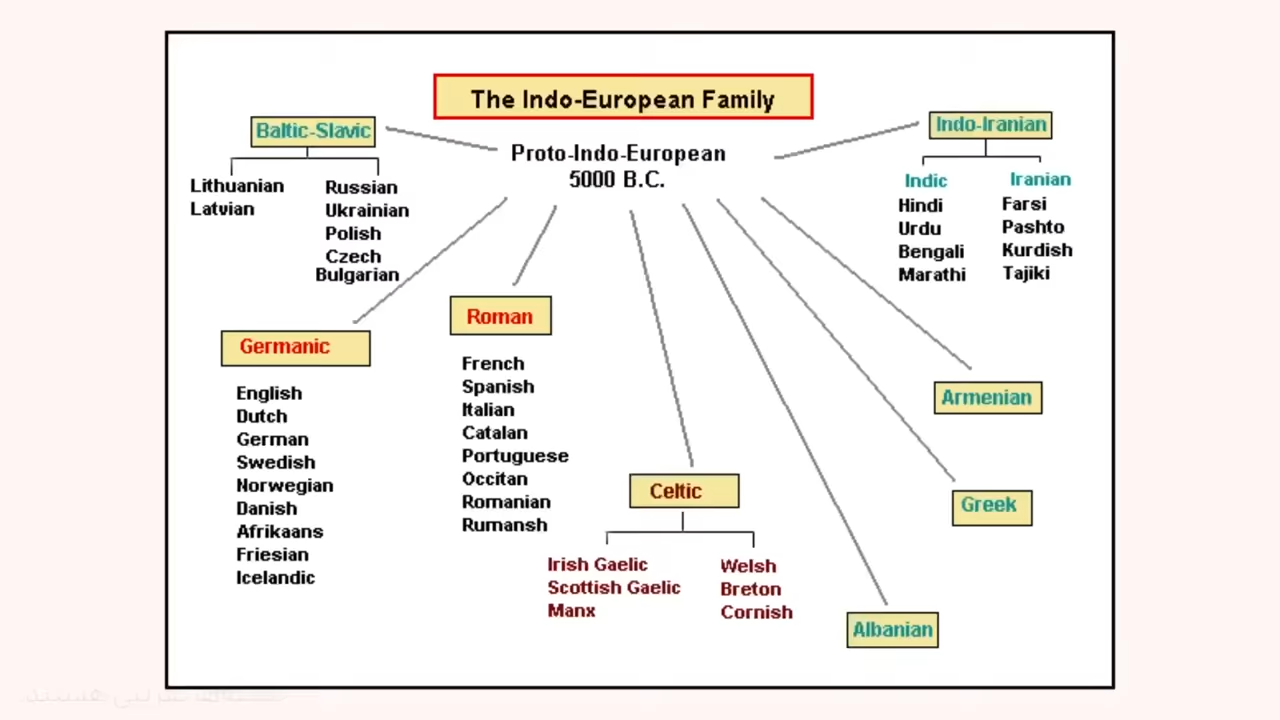 The Indo-European Family
Proto-Indo-European
5000 B.C.
Baltic-Slavic
Lithuanian
Latvian
Russian
Ukrainian
Polish
Czech
Bulgarian
Indo-Iranian
Indic
Hindi
Urdu
Bengali
Marathi
Iranian
Farsi
Pashto
Kurdish
Tajiki
Germanic
English
Dutch
German
Swedish
Norwegian
Danish
Afrikaans
Friesian
Icelandic
Roman
French
Spanish
Italian
Catalan
Portuguese
Occitan
Romanian
Rumansh
Celtic
Irish Gaelic
Scottish Gaelic
Manx
Welsh
Breton
Cornish
Armenian
Greek
Albanian